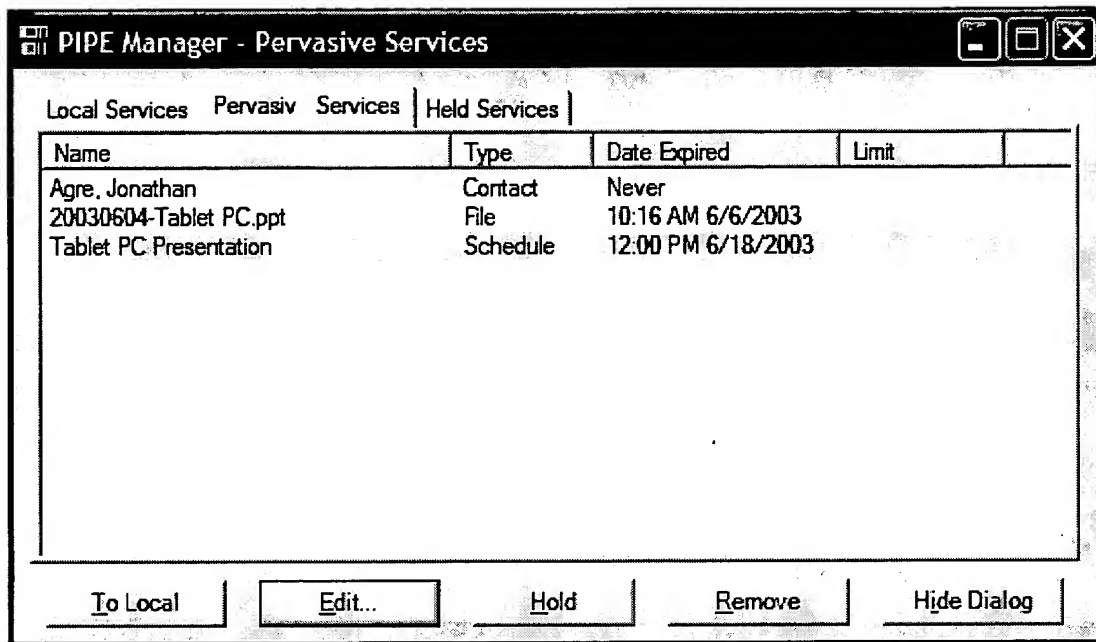 PIPE Manager - Pervasive Services
Local Services Pervasiv Services Held Services
Name Type Date Expired Limit
Agre, Jonathan Contact Never
20030604-Tablet PC.ppt File 10:16 AM 6/6/2003
Tablet PC Presentation Schedule 12:00 PM 6/18/2003
To Local Edit... Hold Remove Hide Dialog